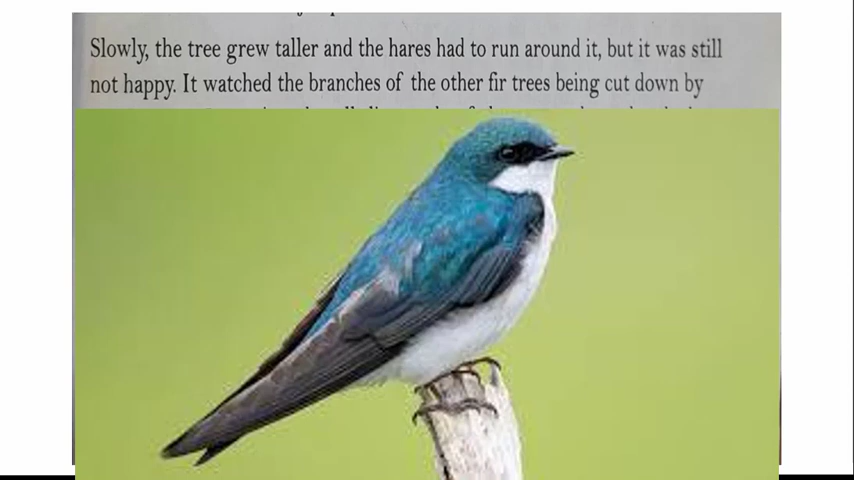 Slowly, the tree grew taller and the hares had to run around it, but it was still
not happy. It watched the branches of the other fir trees being cut down by